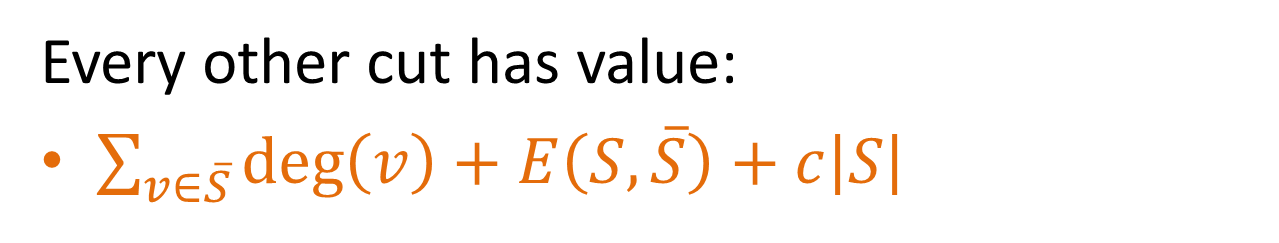 Every other cut has value:
• ∑_{v∈S̄} deg(v) + E(S, S̄) + c|S|